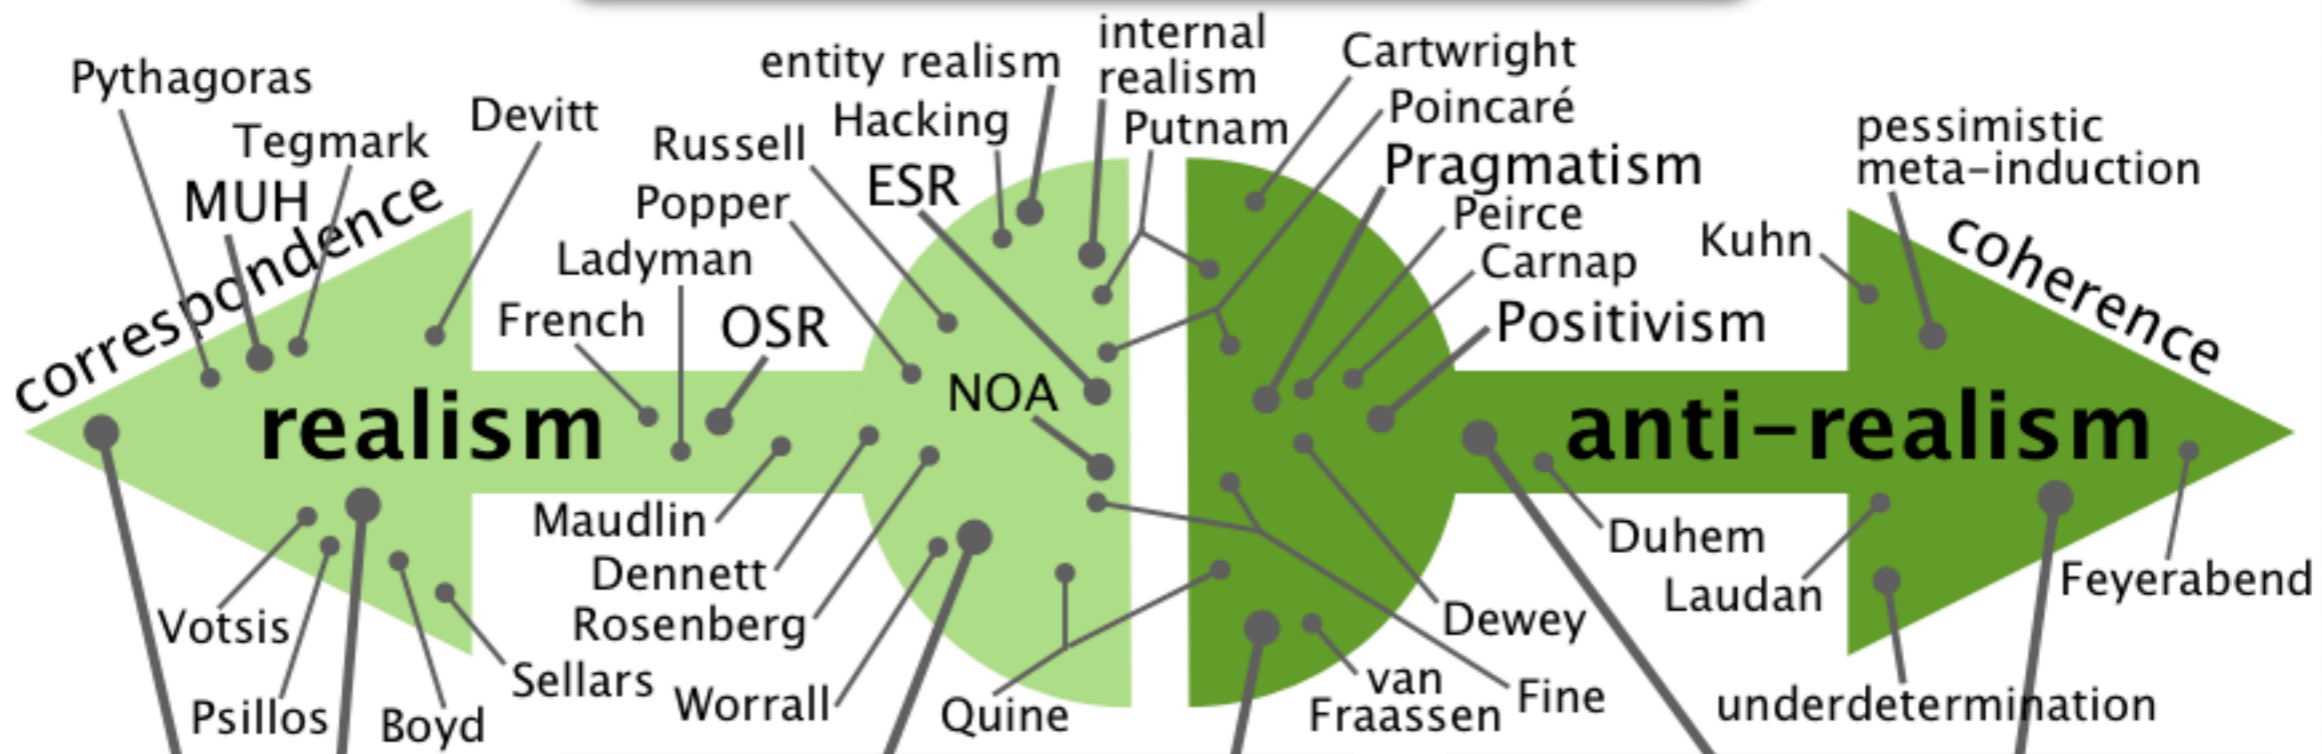 Pythagoras
Tegmark
MUH
correspondence
Devitt
entity realism
Hacking
Russell
ESR
Popper
Ladyman
French
OSR
internal
realism
Putnam
Cartwright
Poincaré
Pragmatism
Peirce
Carnap
Positivism
pessimistic
meta-induction
Kuhn
coherence
NOA
realism
anti-realism
Maudlin
Dennett
Rosenberg
Votsis
Psillos
Boyd
Sellars
Worrall
Quine
van
Fraassen
Fine
Dewey
Duhem
Laudan
Feyerabend
underdetermination